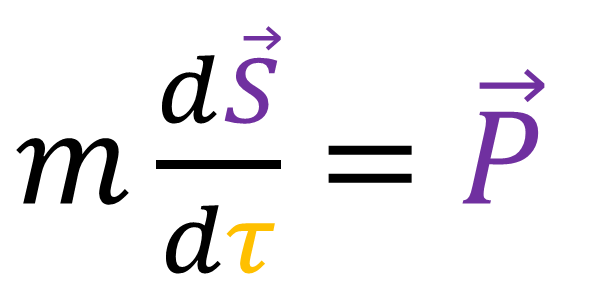 m dS⃗/dτ = P⃗